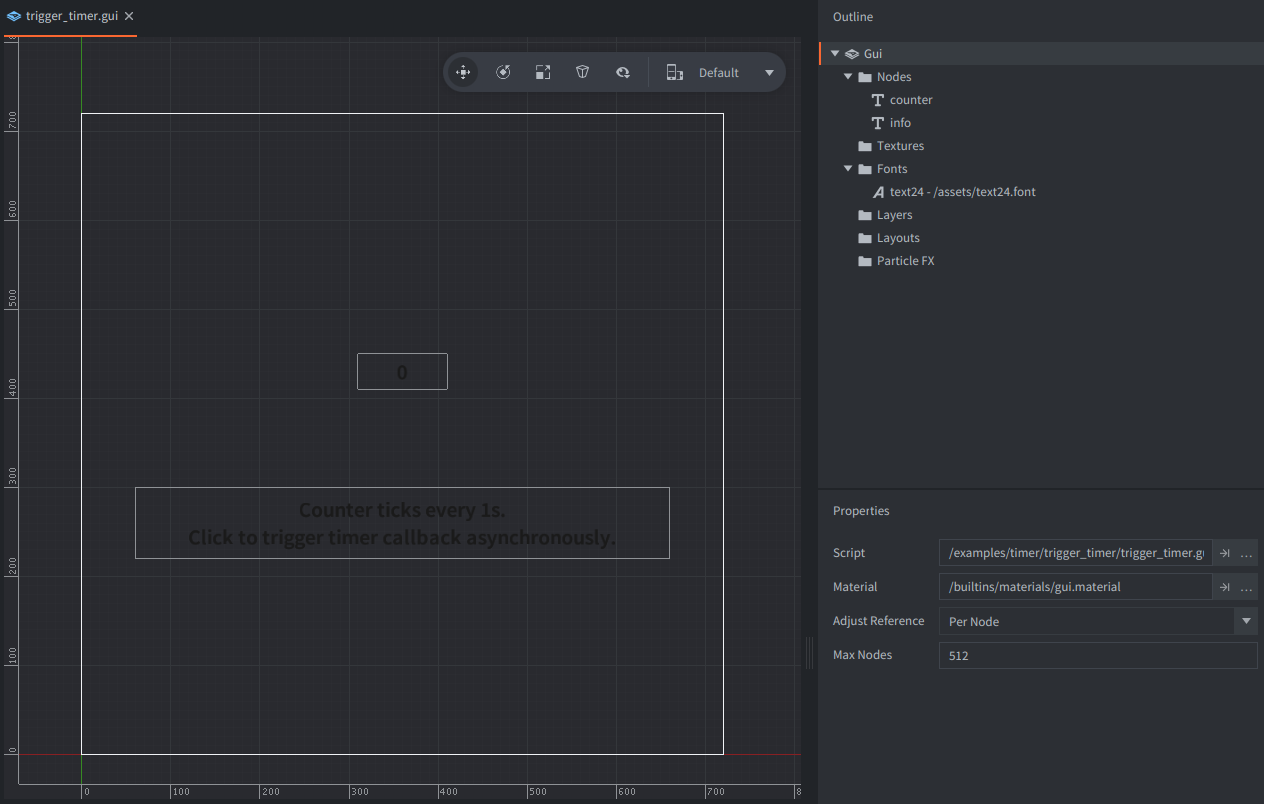 trigger_timer.gui
Default
800
700
600
500
400
300
200
100
0
0
Counter ticks every 1s.
Click to trigger timer callback asynchronously.
0
100
200
300
400
500
600
700
8
Outline
Gui
Nodes
counter
info
Textures
Fonts
text24 - /assets/text24.font
Layers
Layouts
Particle FX
Properties
Script
/examples/timer/trigger_timer/trigger_timer.gu
...
Material
/builtins/materials/gui.material
...
Adjust Reference
Per Node
Max Nodes
512